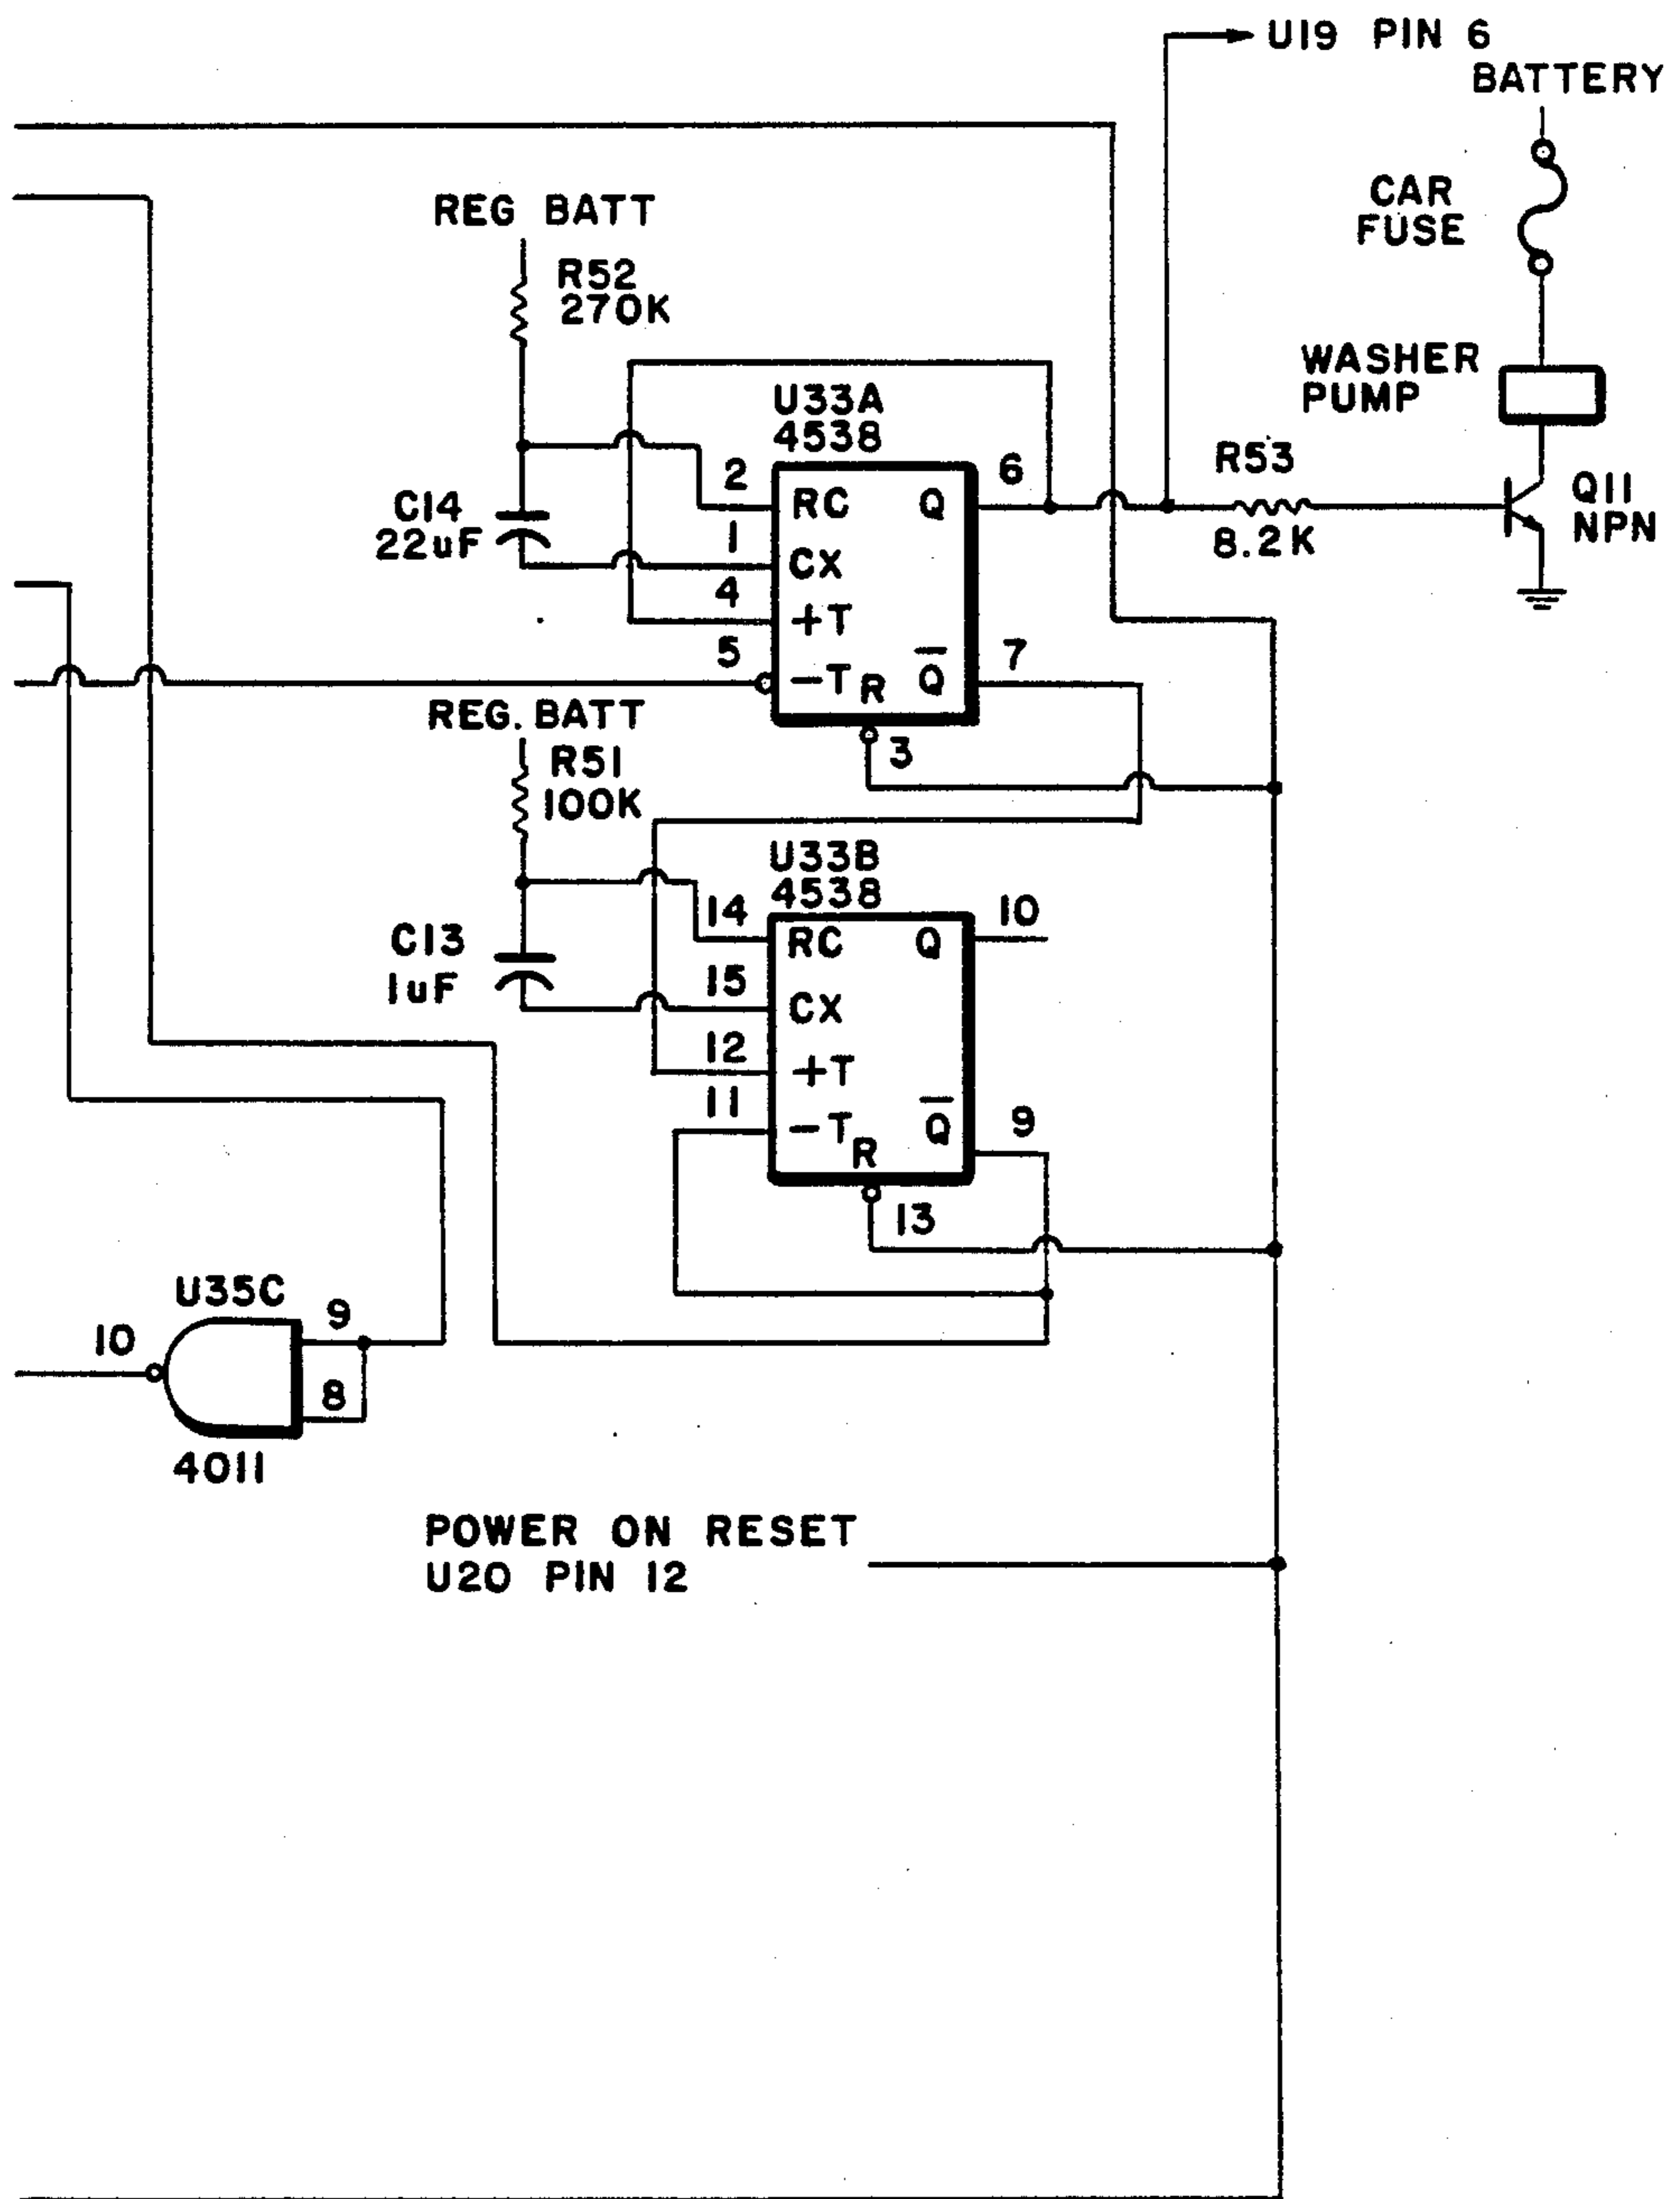 U19 PIN 6
BATTERY
CAR
FUSE
REG BATT
R52
270K
WASHER
PUMP
U33A
4538
C14
22uF
2
1
4
5
RC
CX
+T
-T
R
Q
Q̅
6
7
3
R53
8.2K
Q11
NPN
REG. BATT
R51
100K
U33B
4538
C13
1uF
14
15
12
11
RC
CX
+T
-T
R
Q
Q̅
10
9
13
U35C
9
10
8
4011
POWER ON RESET
U20 PIN 12